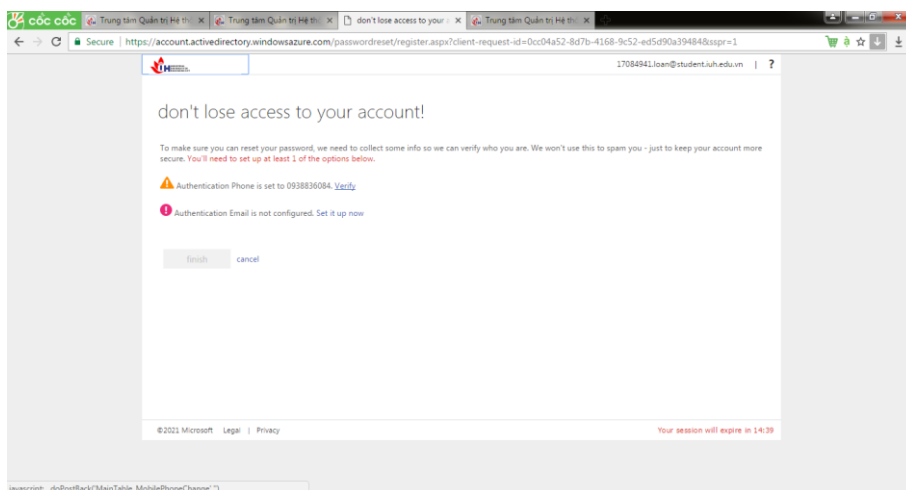 cốc cốc
Trung tâm Quản trị Hệ thố
Trung tâm Quản trị Hệ thố
don't lose access to your a
Trung tâm Quản trị Hệ thố
Secure | https://account.activedirectory.windowsazure.com/passwordreset/register.aspx?client-request-id=0cc04a52-8d7b-4168-9c52-ed5d90a39484&sspr=1
17084941.loan@student.iuh.edu.vn | ?
don't lose access to your account!
To make sure you can reset your password, we need to collect some info so we can verify who you are. We won't use this to spam you - just to keep your account more
secure. You'll need to set up at least 1 of the options below.
Authentication Phone is set to 0938836084. Verify
Authentication Email is not configured. Set it up now
finish cancel
©2021 Microsoft Legal | Privacy
Your session will expire in 14:39